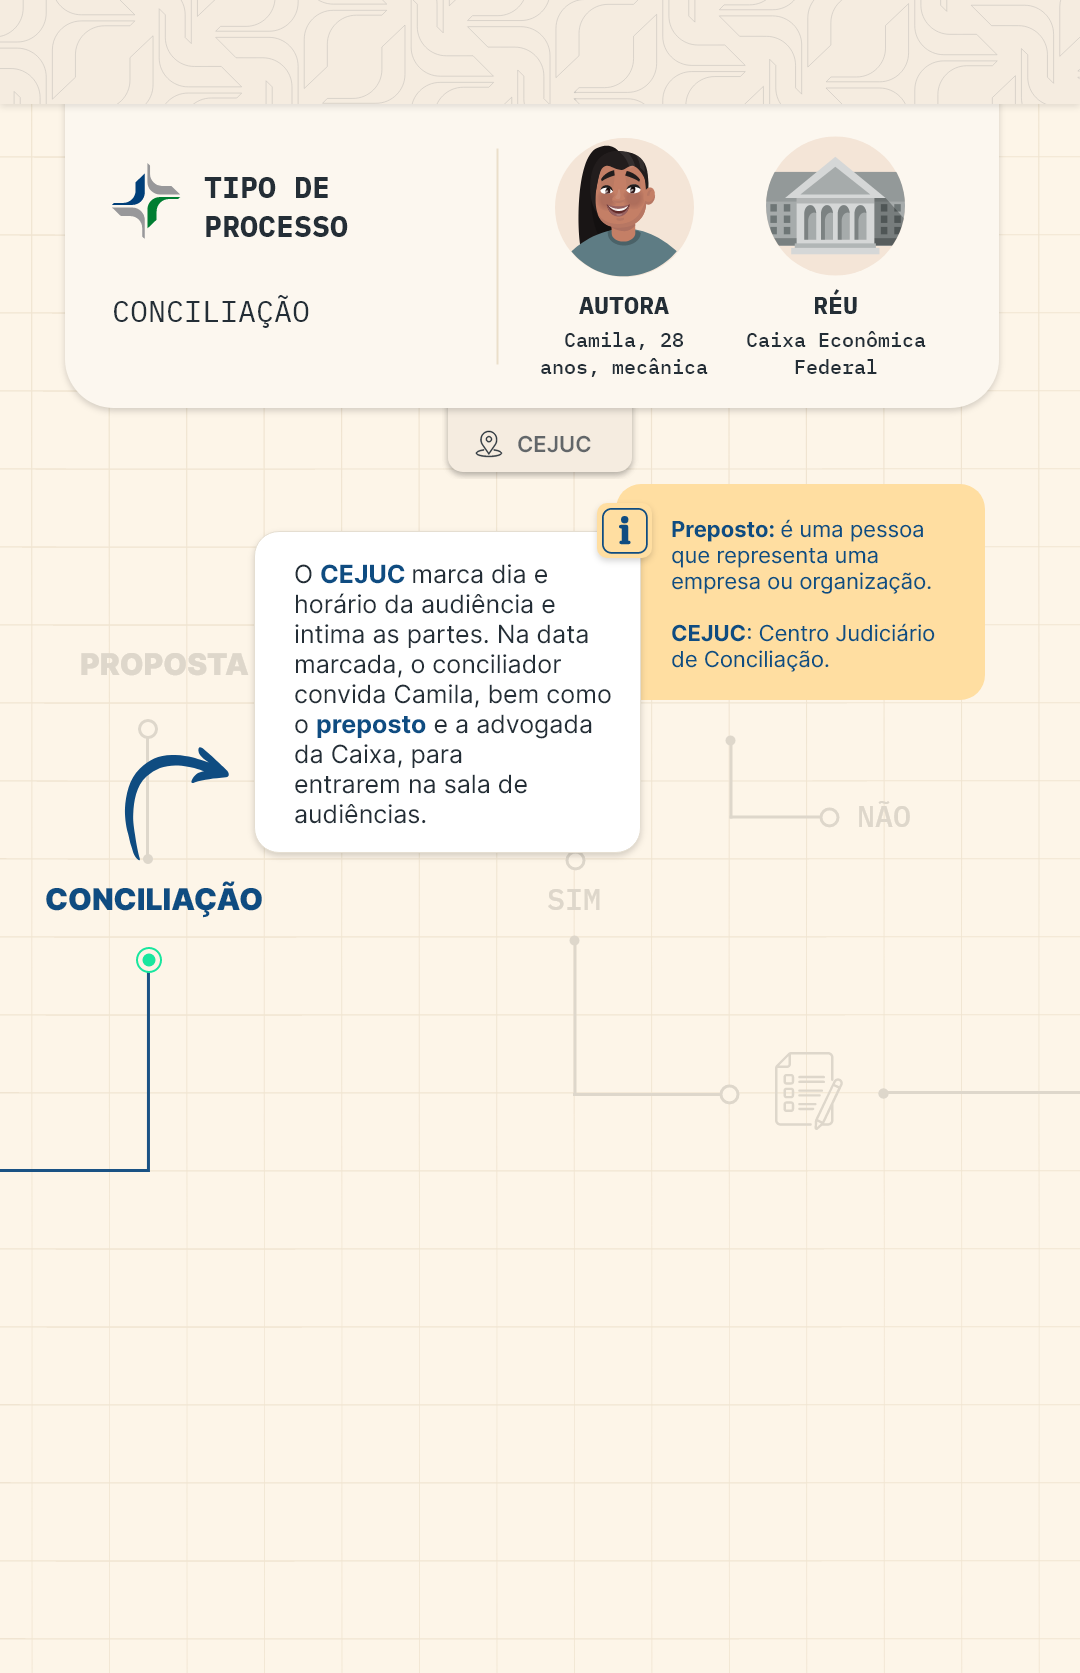 TIPO DE
PROCESSO
CONCILIAÇÃO
AUTORA
Camila, 28
anos, mecânica
RÉU
Caixa Econômica
Federal
CEJUC
O CEJUC marca dia e
horário da audiência e
intima as partes. Na data
marcada, o conciliador
convida Camila, bem como
o preposto e a advogada
da Caixa, para
entrarem na sala de
audiências.
i
Preposto: é uma pessoa
que representa uma
empresa ou organização.
CEJUC: Centro Judiciário
de Conciliação.
PROPOSTA
NÃO
CONCILIAÇÃO
SIM